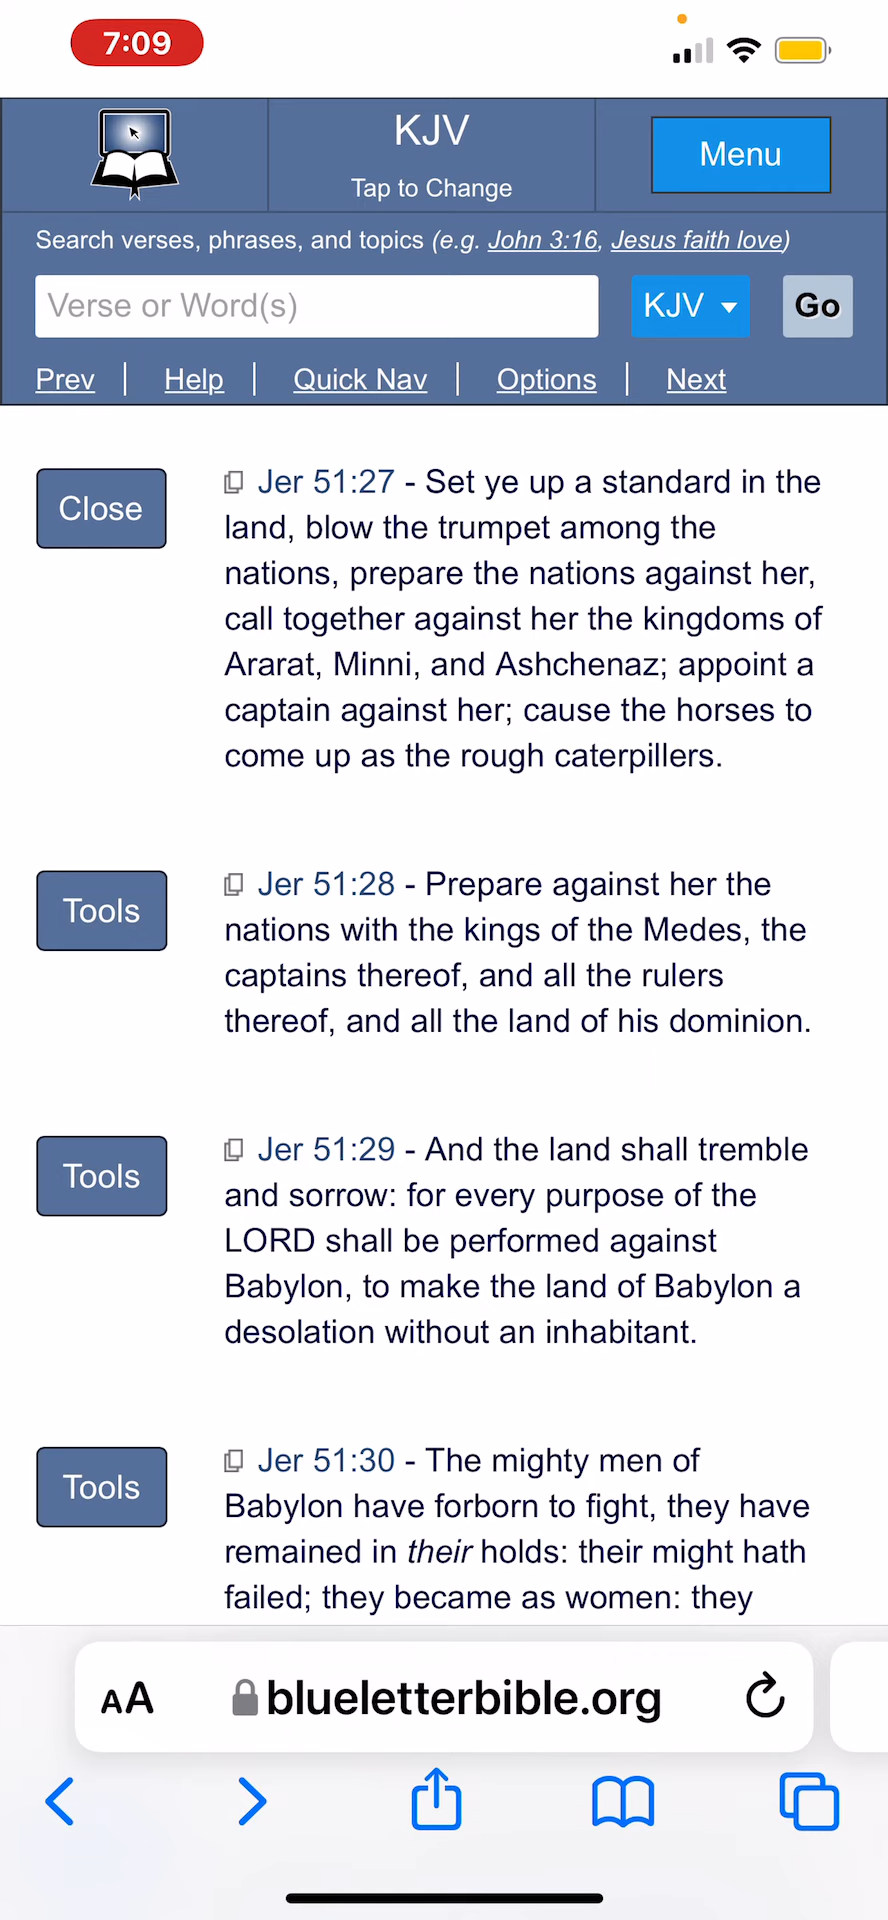 7:09
KJV
Tap to Change
Menu
Search verses, phrases, and topics (e.g. John 3:16, Jesus faith love)
Verse or Word(s)
KJV
Go
Prev | Help | Quick Nav | Options | Next
Close
Jer 51:27 - Set ye up a standard in the
land, blow the trumpet among the
nations, prepare the nations against her,
call together against her the kingdoms of
Ararat, Minni, and Ashchenaz; appoint a
captain against her; cause the horses to
come up as the rough caterpillers.
Tools
Jer 51:28 - Prepare against her the
nations with the kings of the Medes, the
captains thereof, and all the rulers
thereof, and all the land of his dominion.
Tools
Jer 51:29 - And the land shall tremble
and sorrow: for every purpose of the
LORD shall be performed against
Babylon, to make the land of Babylon a
desolation without an inhabitant.
Tools
Jer 51:30 - The mighty men of
Babylon have forborn to fight, they have
remained in their holds: their might hath
failed; they became as women: they
AA blueletterbible.org